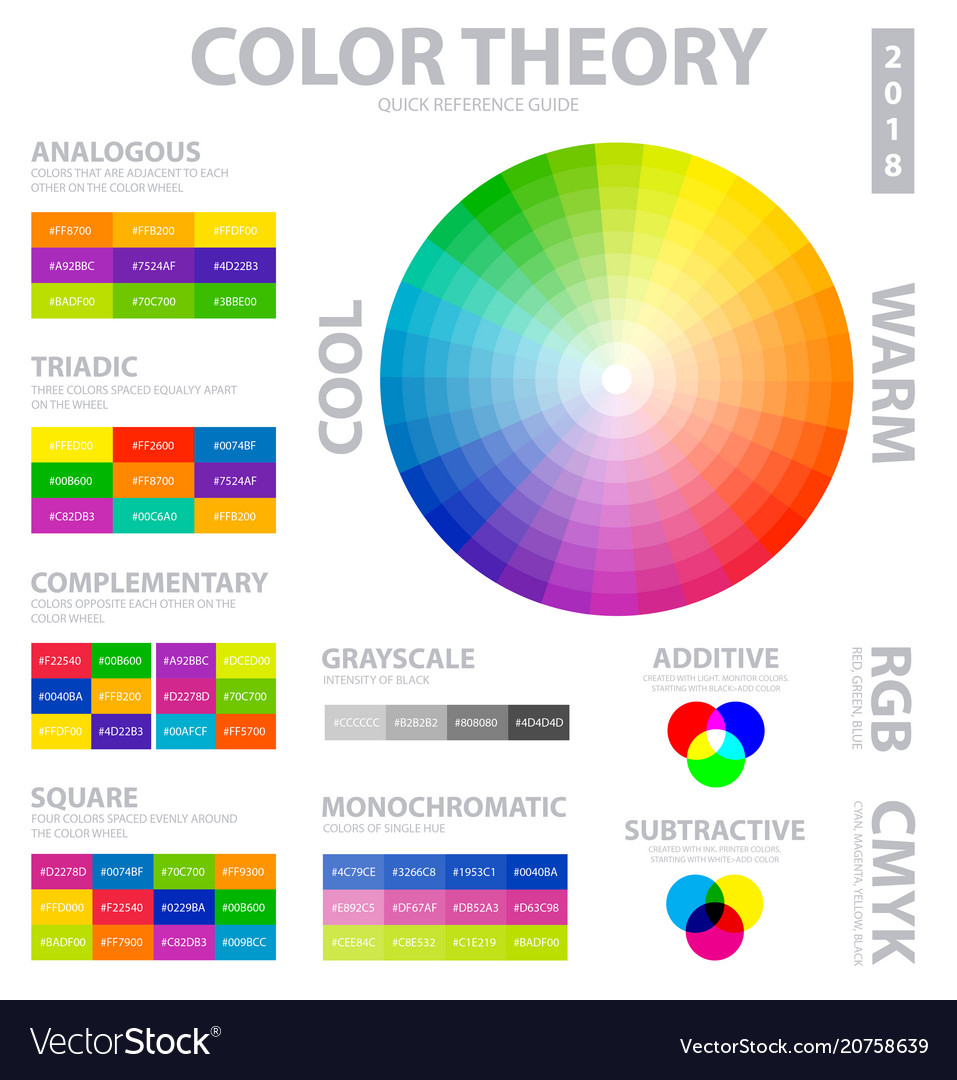 COLOR THEORY
QUICK REFERENCE GUIDE
2018
ANALOGOUS
COLORS THAT ARE ADJACENT TO EACH
OTHER ON THE COLOR WHEEL
#FF8700 #FFB200 #FFDF00
#A92BBC #7524AF #4D22B3
#BADF00 #70C700 #3BBE00
TRIADIC
THREE COLORS SPACED EQUALYY APART
ON THE WHEEL
#FFED00 #FF2600 #0074BF
#00B600 #FF8700 #7524AF
#C82DB3 #00C6A0 #FFB200
COMPLEMENTARY
COLORS OPPOSITE EACH OTHER ON THE
COLOR WHEEL
#F22540 #00B600 #A92BBC #DCED00
#0040BA #FFB200 #D2278D #70C700
#FFDF00 #4D22B3 #00AFCF #FF5700
SQUARE
FOUR COLORS SPACED EVENLY AROUND
THE COLOR WHEEL
#D2278D #0074BF #70C700 #FF9300
#FFD000 #F22540 #0229BA #00B600
#BADF00 #FF7900 #C82DB3 #009BCC
COOL
WARM
GRAYSCALE
INTENSITY OF BLACK
#CCCCCC #B2B2B2 #808080 #4D4D4D
MONOCHROMATIC
COLORS OF SINGLE HUE
#4C79CE #3266C8 #1953C1 #0040BA
#E892C5 #DF67AF #DB52A3 #D63C98
#CEE84C #C8E532 #C1E219 #BADF00
ADDITIVE
CREATED WITH LIGHT. MONITOR COLORS.
STARTING WITH BLACK>ADD COLOR
RGB
RED, GREEN, BLUE
SUBTRACTIVE
CREATED WITH INK. PRINTER COLORS.
STARTING WITH WHITE>ADD COLOR
CMYK
CYAN, MAGENTA, YELLOW, BLACK
VectorStock®
VectorStock.com/20758639